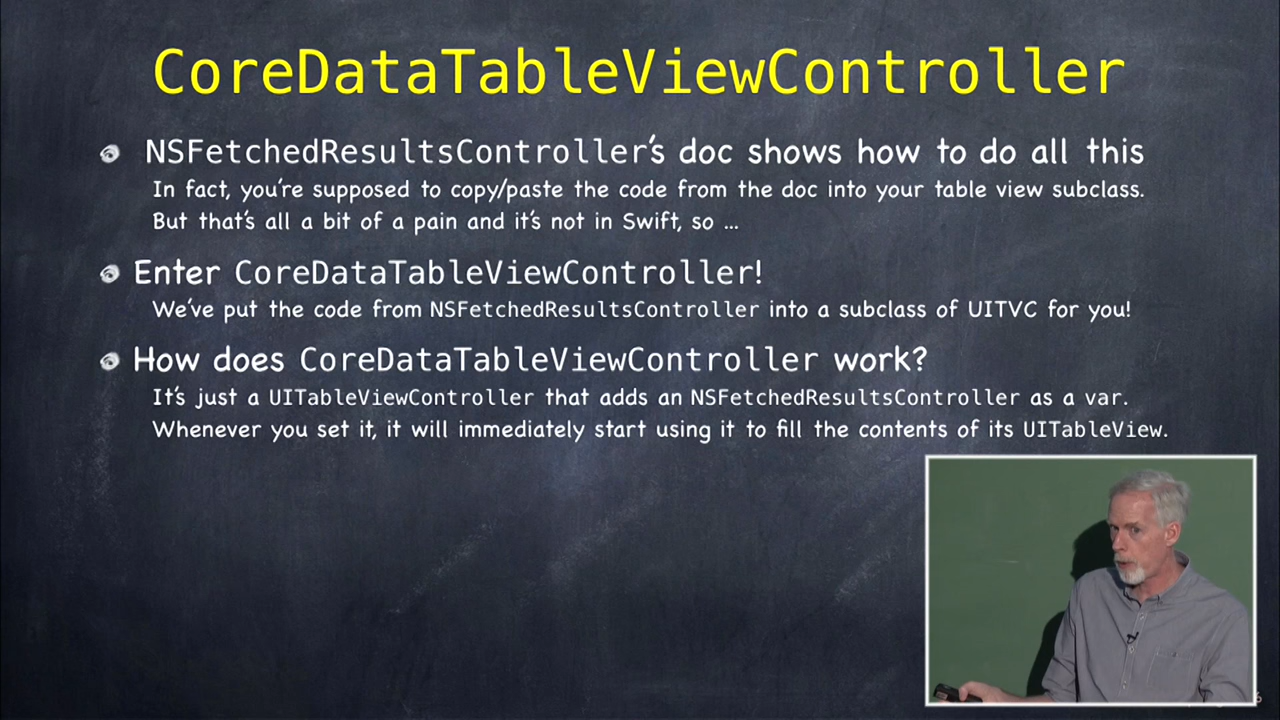 CoreDataTableViewController
NSFetchedResultsController's doc shows how to do all this
In fact, you're supposed to copy/paste the code from the doc into your table view subclass.
But that's all a bit of a pain and it's not in Swift, so ...
Enter CoreDataTableViewController!
We've put the code from NSFetchedResultsController into a subclass of UITVC for you!
How does CoreDataTableViewController work?
It's just a UITableViewController that adds an NSFetchedResultsController as a var.
Whenever you set it, it will immediately start using it to fill the contents of its UITableView.